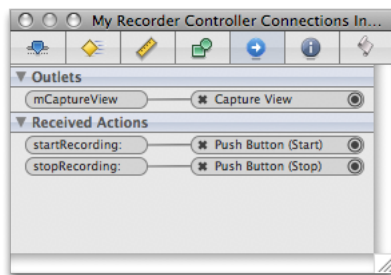 My Recorder Controller Connections In...
Outlets
mCaptureView Capture View
Received Actions
startRecording: Push Button (Start)
stopRecording: Push Button (Stop)